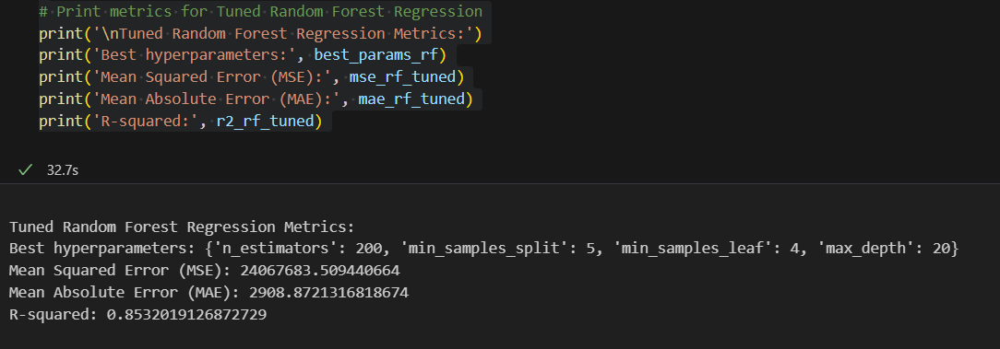 # Print metrics for Tuned Random Forest Regression
print('\nTuned Random Forest Regression Metrics:')
print('Best hyperparameters:', best_params_rf)
print('Mean Squared Error (MSE):', mse_rf_tuned)
print('Mean Absolute Error (MAE):', mae_rf_tuned)
print('R-squared:', r2_rf_tuned)
32.7s
Tuned Random Forest Regression Metrics:
Best hyperparameters: {'n_estimators': 200, 'min_samples_split': 5, 'min_samples_leaf': 4, 'max_depth': 20}
Mean Squared Error (MSE): 24067683.509440664
Mean Absolute Error (MAE): 2908.8721316818674
R-squared: 0.8532019126872729